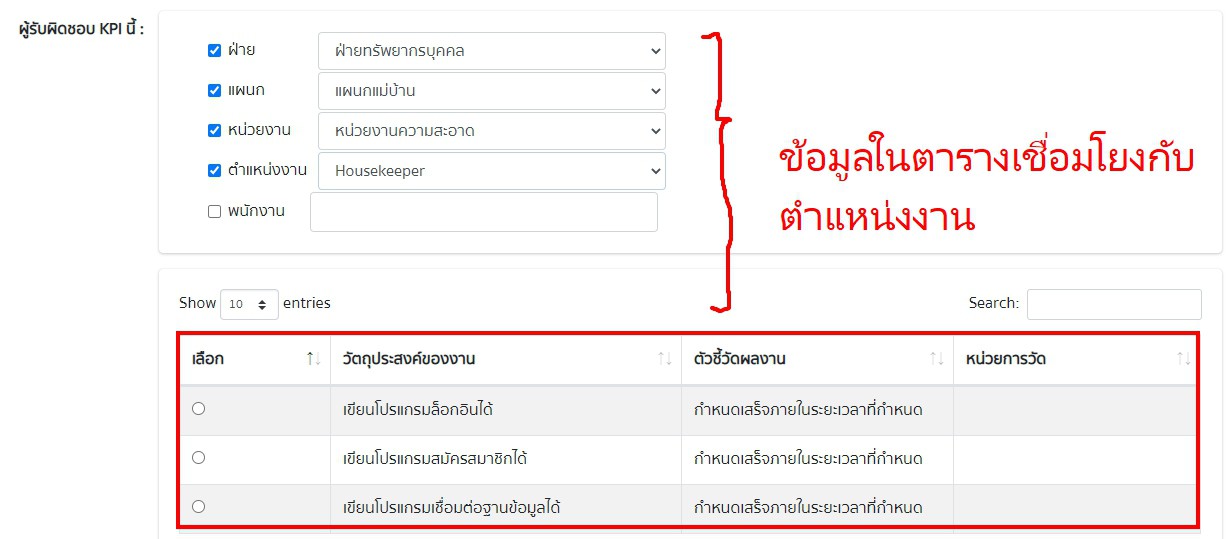 ผู้รับผิดชอบ KPI นี้ :
ฝ่าย ฝ่ายทรัพยากรบุคคล
แผนก แผนกแม่บ้าน
หน่วยงาน หน่วยงานความสะอาด
ตำแหน่งงาน Housekeeper
พนักงาน
ข้อมูลในตารางเชื่อมโยงกับ
ตำแหน่งงาน
Show 10 entries Search:
เลือก วัตถุประสงค์ของงาน ตัวชี้วัดผลงาน หน่วยการวัด
เขียนโปรแกรมล็อกอินได้ กำหนดเสร็จภายในระยะเวลาที่กำหนด
เขียนโปรแกรมสมัครสมาชิกได้ กำหนดเสร็จภายในระยะเวลาที่กำหนด
เขียนโปรแกรมเชื่อมต่อฐานข้อมูลได้ กำหนดเสร็จภายในระยะเวลาที่กำหนด